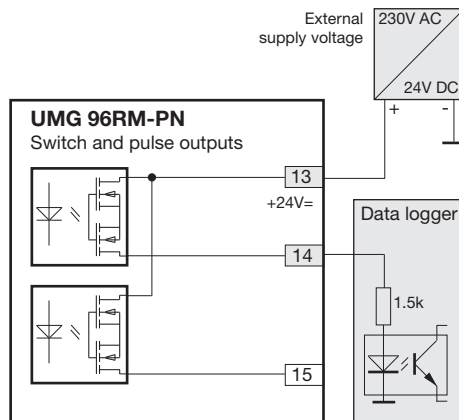 External
supply voltage
230V AC
24V DC
+ -
UMG 96RM-PN
Switch and pulse outputs
13
+24V=
Data logger
14
1.5k
15